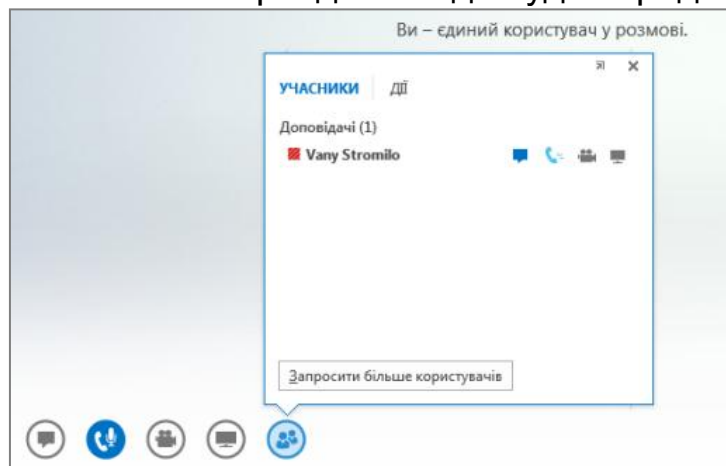 Ви – єдиний користувач у розмові.
УЧАСНИКИ ДІЇ
Доповідачі (1)
Vany Stromilo
Запросити більше користувачів